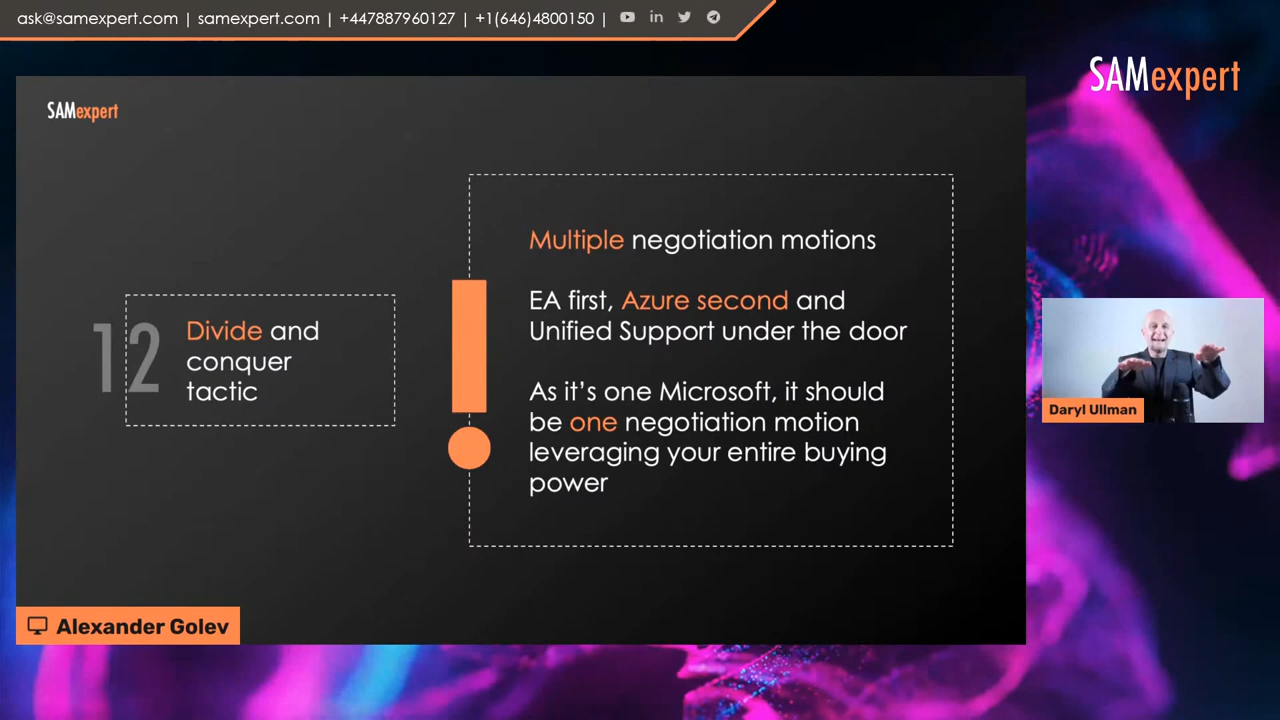 ask@samexpert.com | samexpert.com | +447887960127 | +1(646)4800150 |
SAMexpert
SAMexpert
12
Divide and
conquer
tactic
Multiple negotiation motions
EA first, Azure second and
Unified Support under the door
As it’s one Microsoft, it should
be one negotiation motion
leveraging your entire buying
power
Daryl Ullman
Alexander Golev